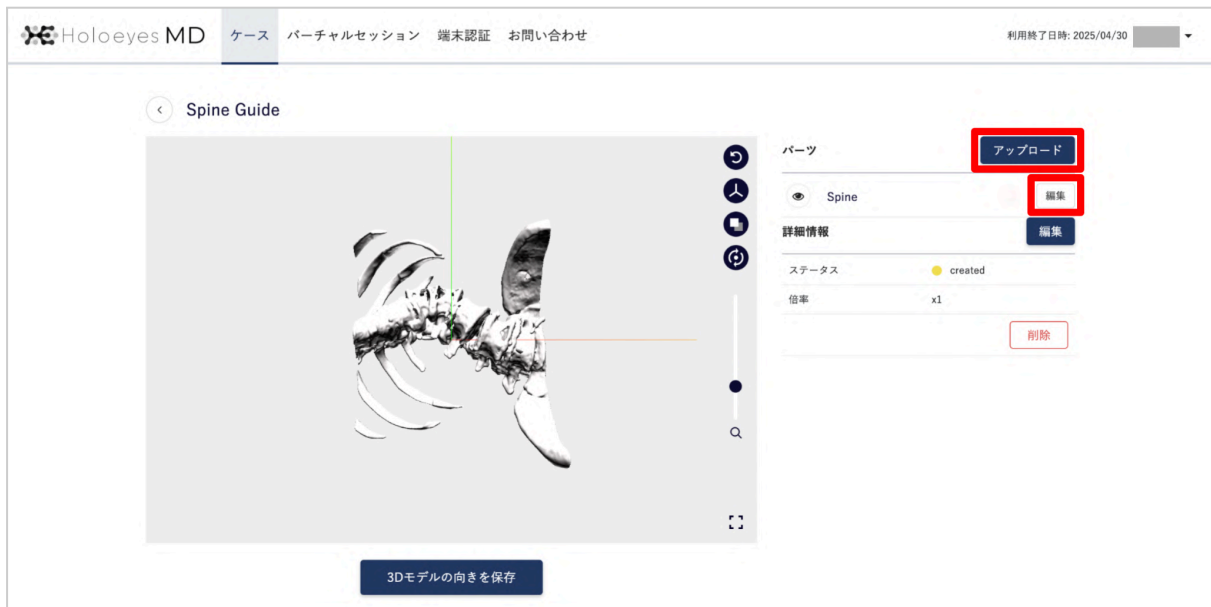 Holoeyes MD ケース バーチャルセッション 端末認証 お問い合わせ 利用終了日時: 2025/04/30
Spine Guide
パーツ アップロード
Spine 編集
詳細情報 編集
ステータス created
倍率 x1
削除
3Dモデルの向きを保存